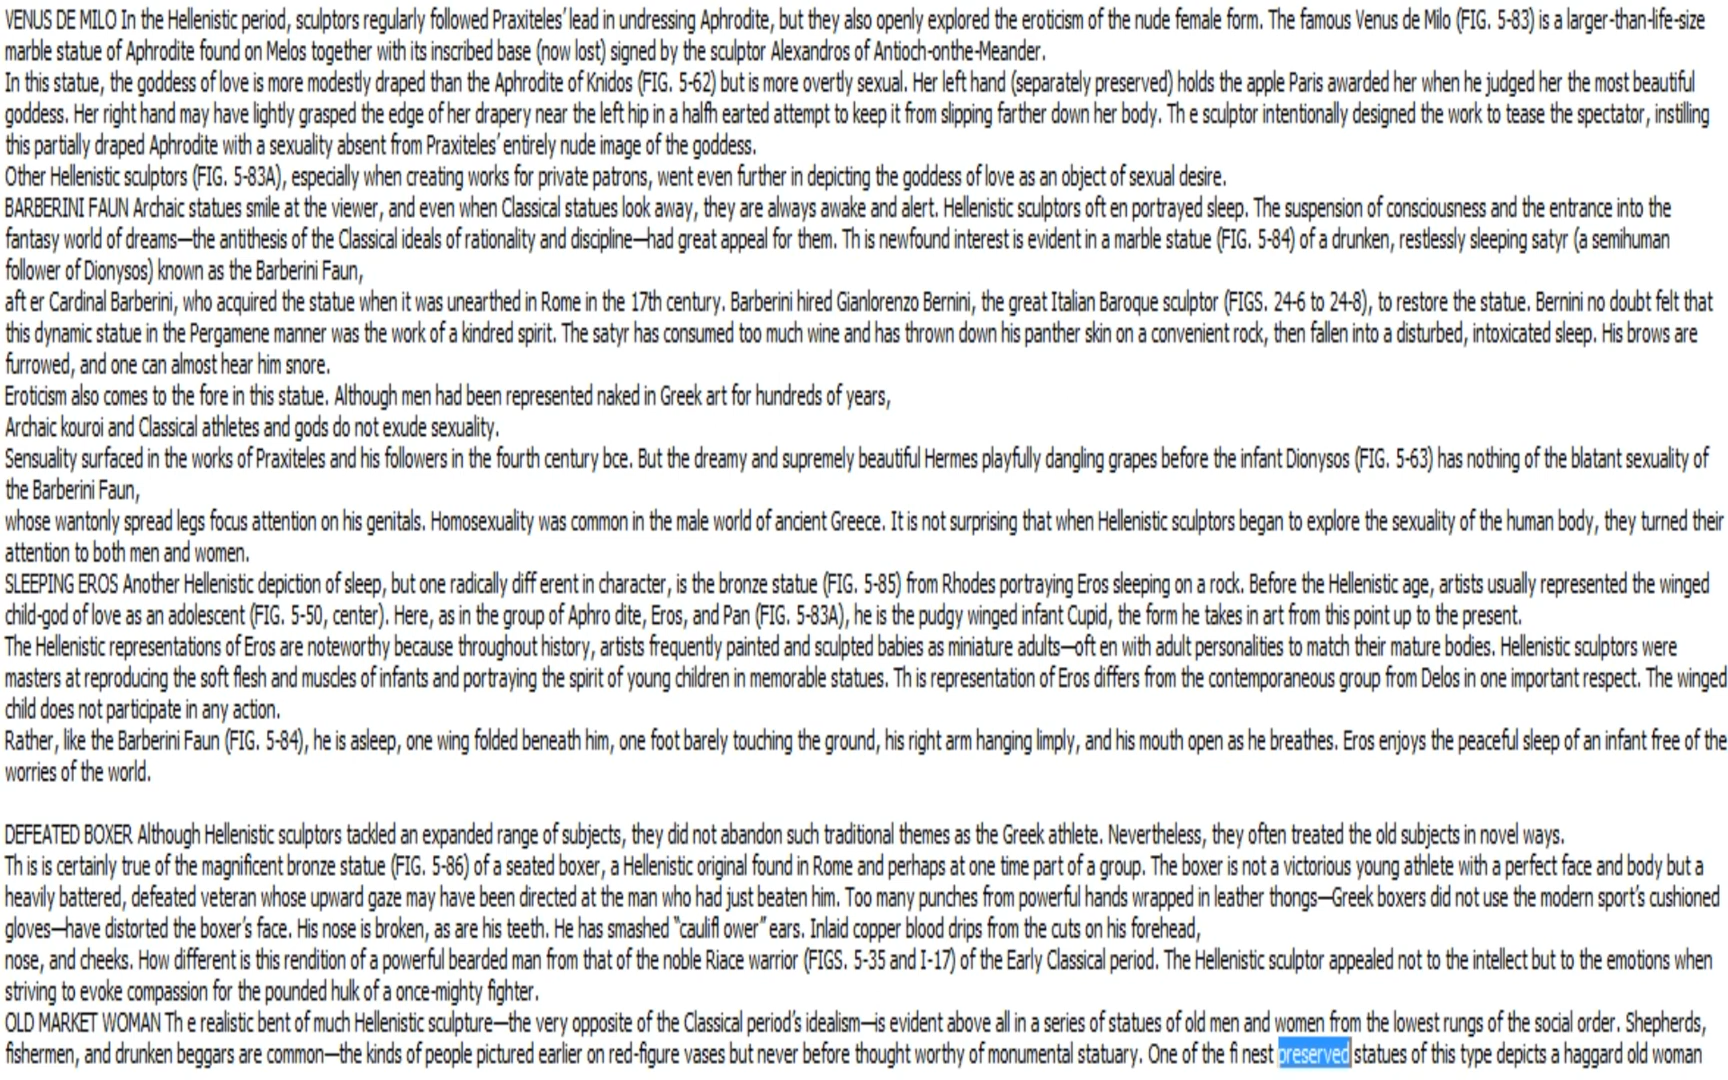 VENUS DE MILO In the Hellenistic period, sculptors regularly followed Praxiteles' lead in undressing Aphrodite, but they also openly explored the eroticism of the nude female form. The famous Venus de Milo (FIG. 5-83) is a larger-than-life-size
marble statue of Aphrodite found on Melos together with its inscribed base (now lost) signed by the sculptor Alexandros of Antioch-onthe-Meander.
In this statue, the goddess of love is more modestly draped than the Aphrodite of Knidos (FIG. 5-62) but is more overtly sexual. Her left hand (separately preserved) holds the apple Paris awarded her when he judged her the most beautiful
goddess. Her right hand may have lightly grasped the edge of her drapery near the left hip in a halfh earted attempt to keep it from slipping farther down her body. Th e sculptor intentionally designed the work to tease the spectator, instilling
this partially draped Aphrodite with a sexuality absent from Praxiteles' entirely nude image of the goddess.
Other Hellenistic sculptors (FIG. 5-83A), especially when creating works for private patrons, went even further in depicting the goddess of love as an object of sexual desire.
BARBERINI FAUN Archaic statues smile at the viewer, and even when Classical statues look away, they are always awake and alert. Hellenistic sculptors oft en portrayed sleep. The suspension of consciousness and the entrance into the
fantasy world of dreams—the antithesis of the Classical ideals of rationality and discipline—had great appeal for them. Th is newfound interest is evident in a marble statue (FIG. 5-84) of a drunken, restlessly sleeping satyr (a semihuman
follower of Dionysos) known as the Barberini Faun,
aft er Cardinal Barberini, who acquired the statue when it was unearthed in Rome in the 17th century. Barberini hired Gianlorenzo Bernini, the great Italian Baroque sculptor (FIGS. 24-6 to 24-8), to restore the statue. Bernini no doubt felt that
this dynamic statue in the Pergamene manner was the work of a kindred spirit. The satyr has consumed too much wine and has thrown down his panther skin on a convenient rock, then fallen into a disturbed, intoxicated sleep. His brows are
furrowed, and one can almost hear him snore.
Eroticism also comes to the fore in this statue. Although men had been represented naked in Greek art for hundreds of years,
Archaic kouroi and Classical athletes and gods do not exude sexuality.
Sensuality surfaced in the works of Praxiteles and his followers in the fourth century bce. But the dreamy and supremely beautiful Hermes playfully dangling grapes before the infant Dionysos (FIG. 5-63) has nothing of the blatant sexuality of
the Barberini Faun,
whose wantonly spread legs focus attention on his genitals. Homosexuality was common in the male world of ancient Greece. It is not surprising that when Hellenistic sculptors began to explore the sexuality of the human body, they turned their
attention to both men and women.
SLEEPING EROS Another Hellenistic depiction of sleep, but one radically diff erent in character, is the bronze statue (FIG. 5-85) from Rhodes portraying Eros sleeping on a rock. Before the Hellenistic age, artists usually represented the winged
child-god of love as an adolescent (FIG. 5-50, center). Here, as in the group of Aphro dite, Eros, and Pan (FIG. 5-83A), he is the pudgy winged infant Cupid, the form he takes in art from this point up to the present.
The Hellenistic representations of Eros are noteworthy because throughout history, artists frequently painted and sculpted babies as miniature adults—oft en with adult personalities to match their mature bodies. Hellenistic sculptors were
masters at reproducing the soft flesh and muscles of infants and portraying the spirit of young children in memorable statues. Th is representation of Eros differs from the contemporaneous group from Delos in one important respect. The winged
child does not participate in any action.
Rather, like the Barberini Faun (FIG. 5-84), he is asleep, one wing folded beneath him, one foot barely touching the ground, his right arm hanging limply, and his mouth open as he breathes. Eros enjoys the peaceful sleep of an infant free of the
worries of the world.
DEFEATED BOXER Although Hellenistic sculptors tackled an expanded range of subjects, they did not abandon such traditional themes as the Greek athlete. Nevertheless, they often treated the old subjects in novel ways.
Th is is certainly true of the magnificent bronze statue (FIG. 5-86) of a seated boxer, a Hellenistic original found in Rome and perhaps at one time part of a group. The boxer is not a victorious young athlete with a perfect face and body but a
heavily battered, defeated veteran whose upward gaze may have been directed at the man who had just beaten him. Too many punches from powerful hands wrapped in leather thongs—Greek boxers did not use the modern sport's cushioned
gloves—have distorted the boxer's face. His nose is broken, as are his teeth. He has smashed "caulifl ower" ears. Inlaid copper blood drips from the cuts on his forehead,
nose, and cheeks. How different is this rendition of a powerful bearded man from that of the noble Riace warrior (FIGS. 5-35 and I-17) of the Early Classical period. The Hellenistic sculptor appealed not to the intellect but to the emotions when
striving to evoke compassion for the pounded hulk of a once-mighty fighter.
OLD MARKET WOMAN Th e realistic bent of much Hellenistic sculpture—the very opposite of the Classical period's idealism—is evident above all in a series of statues of old men and women from the lowest rungs of the social order. Shepherds,
fishermen, and drunken beggars are common—the kinds of people pictured earlier on red-figure vases but never before thought worthy of monumental statuary. One of the fi nest preserved statues of this type depicts a haggard old woman